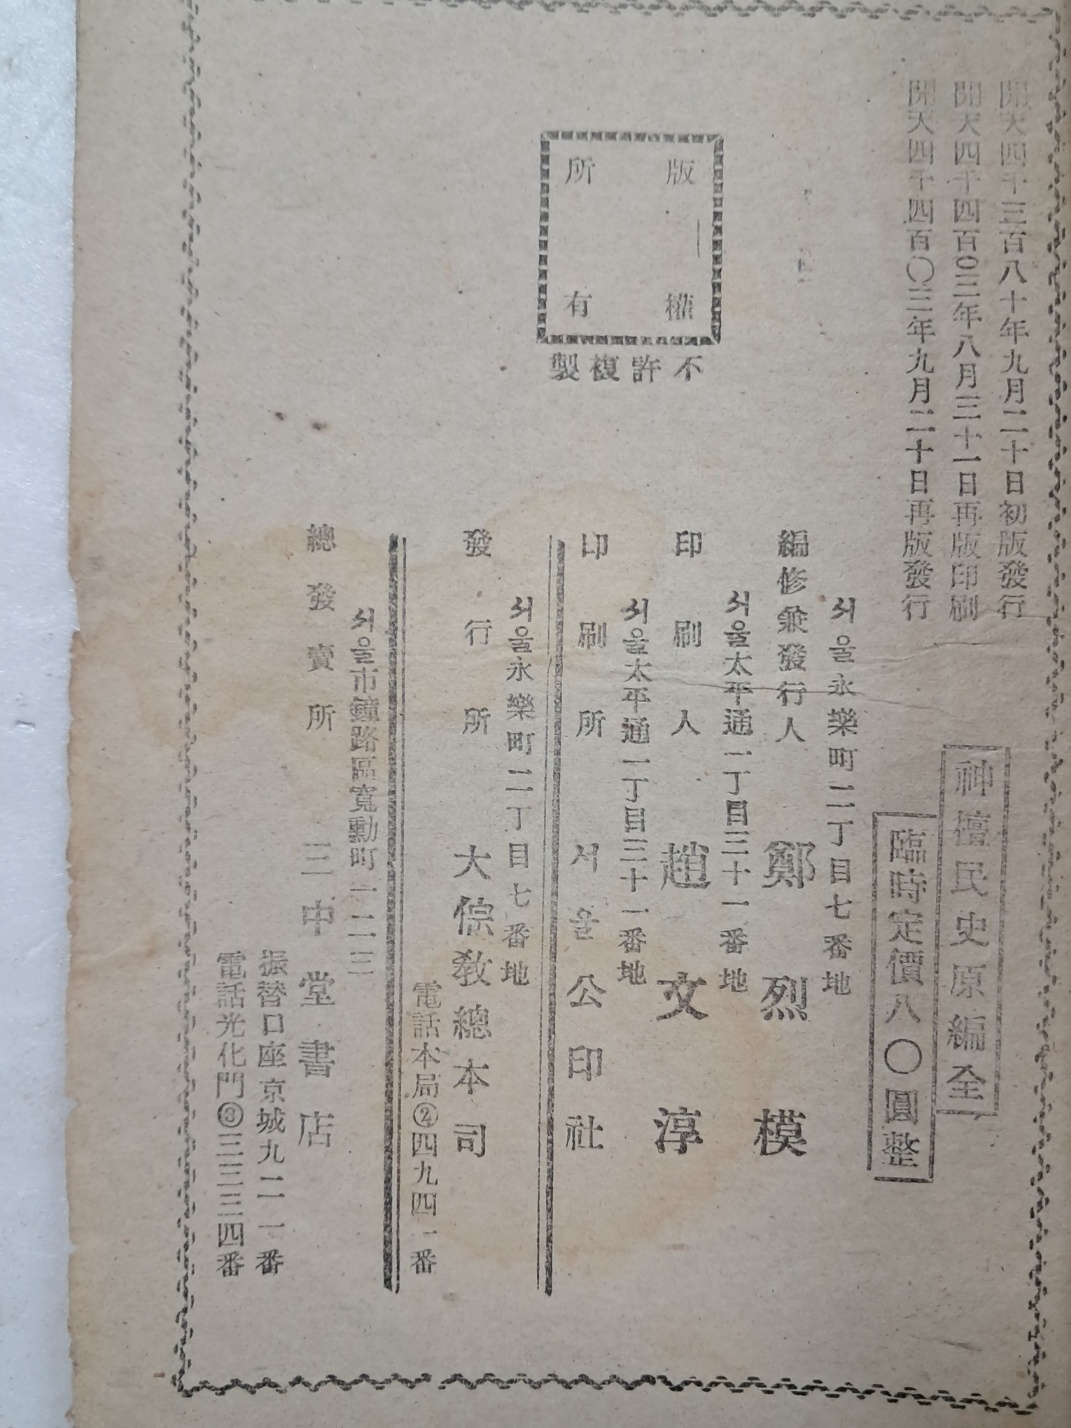 開天四千三百八十年九月二十日初版發行
開天四千四百〇三年八月三十一日再版印刷
開天四千四百〇三年九月二十日再版發行
神檀民史原編全
臨時定價八〇圓整
版權
所有
不許複製
서울永樂町二丁目七番地
編修兼發行人 鄭烈模
서울太平通一丁目三十一番地
印刷人 趙文淳
서울太平通一丁目三十一番地
印刷所 서울公印社
서울永樂町二丁目七番地
發行所 大倧敎總本司
電話本局②四九四一番
서울市鐘路區寬勳町一二三
總發賣所 三中堂書店
振替口座京城九二一番
電話光化門③三三三四番